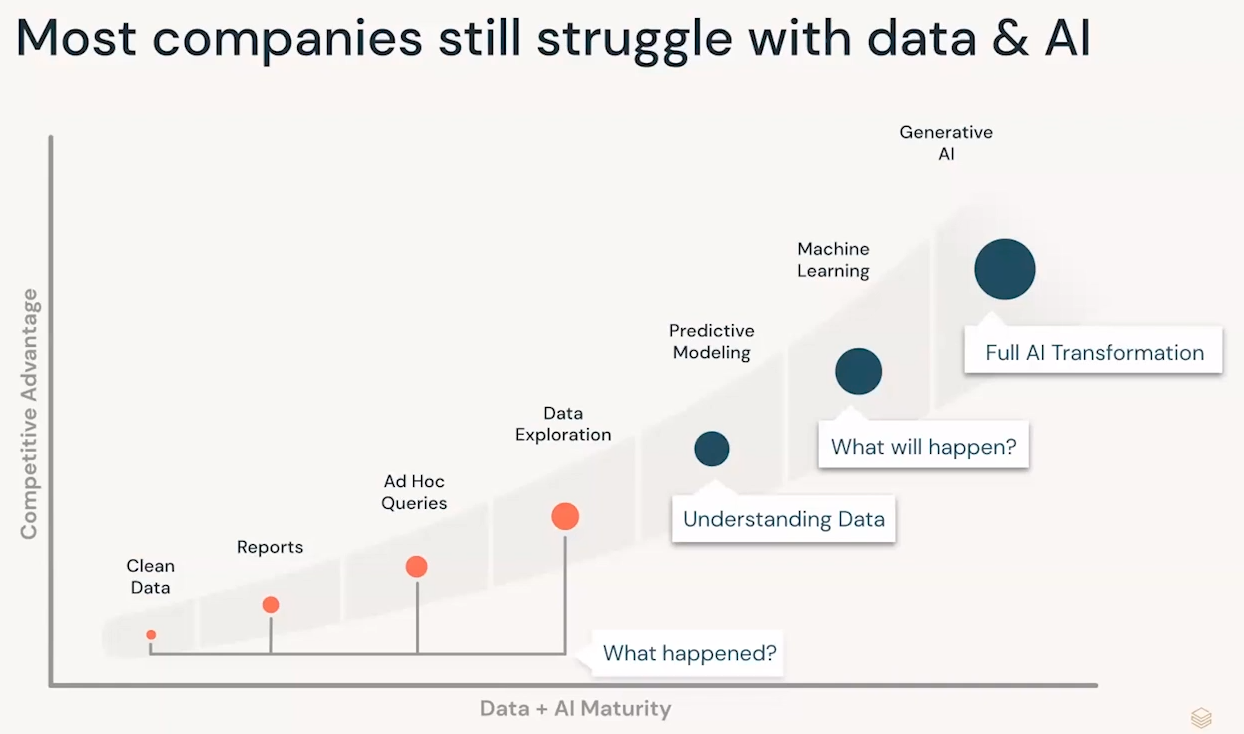 Most companies still struggle with data & AI
Generative
AI
Machine
Learning
Predictive
Modeling
Full AI Transformation
Data
Exploration
What will happen?
Ad Hoc
Queries
Understanding Data
Reports
Clean
Data
What happened?
Competitive Advantage
Data + AI Maturity